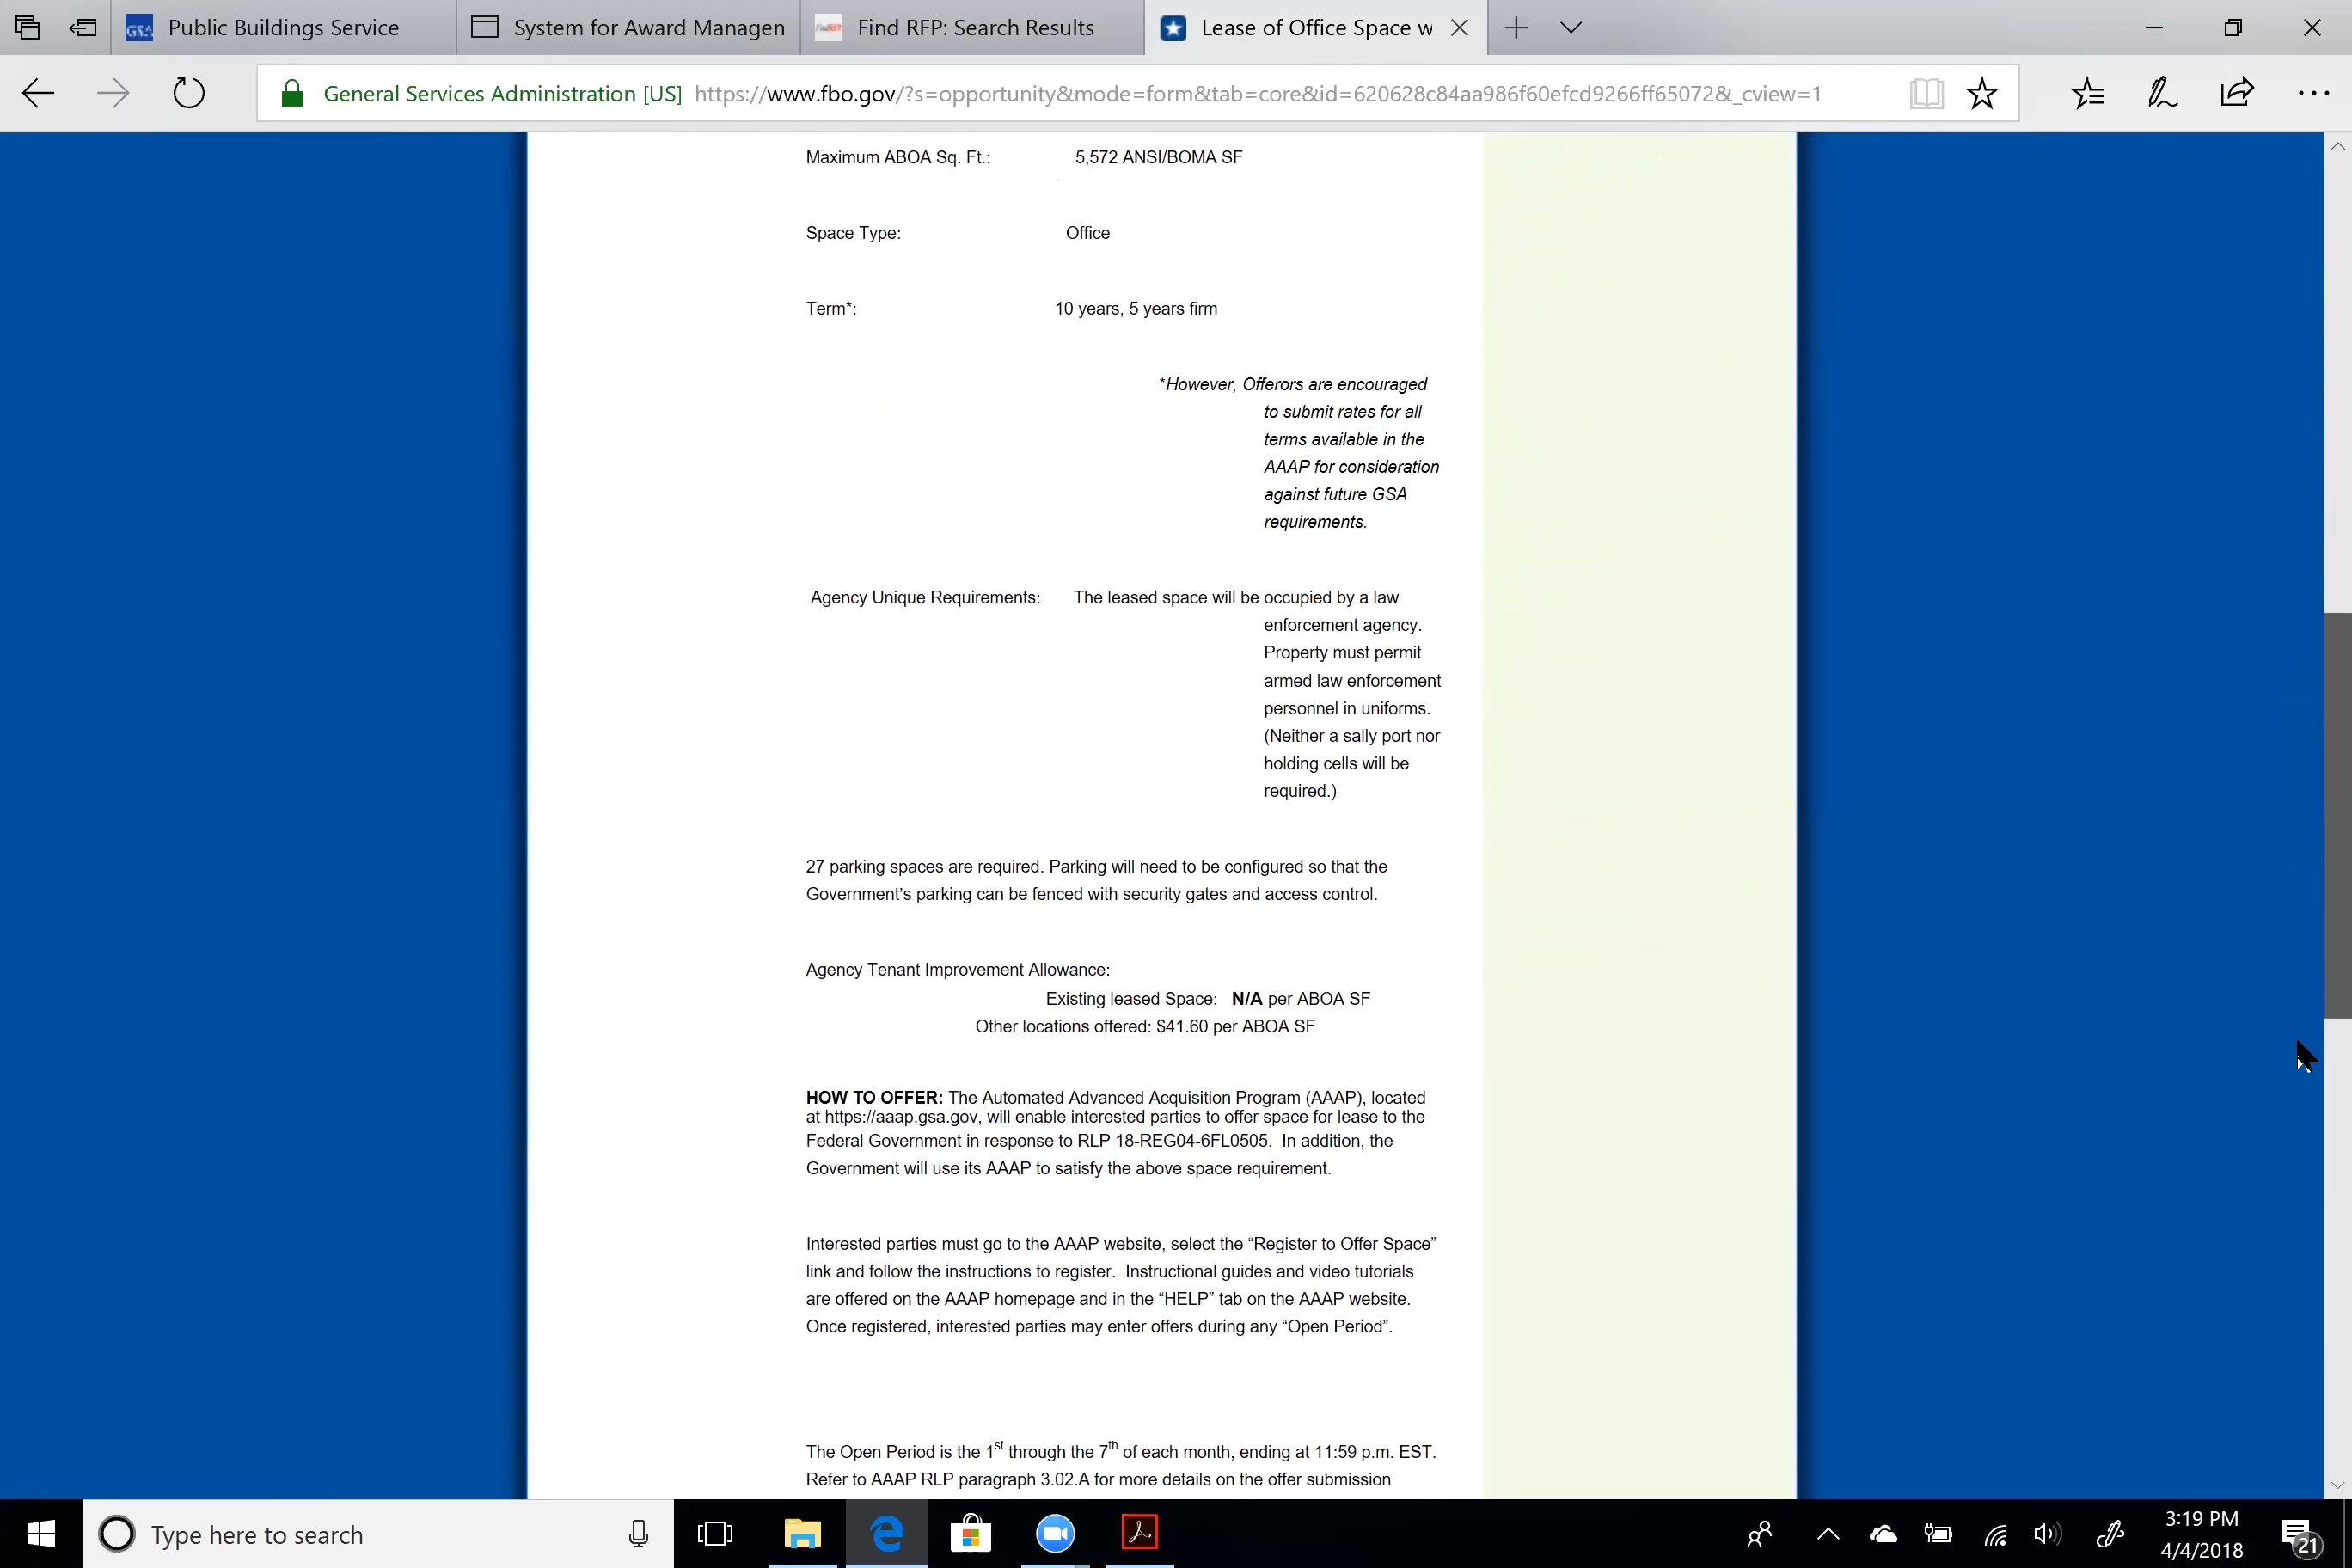 Public Buildings Service
System for Award Managen
Find RFP: Search Results
Lease of Office Space w
General Services Administration [US] https://www.fbo.gov/?s=opportunity&mode=form&tab=core&id=620628c84aa986f60efcd9266ff65072&_cview=1
Maximum ABOA Sq. Ft.: 5,572 ANSI/BOMA SF
Space Type: Office
Term*: 10 years, 5 years firm
*However, Offerors are encouraged
to submit rates for all
terms available in the
AAAP for consideration
against future GSA
requirements.
Agency Unique Requirements: The leased space will be occupied by a law
enforcement agency.
Property must permit
armed law enforcement
personnel in uniforms.
(Neither a sally port nor
holding cells will be
required.)
27 parking spaces are required. Parking will need to be configured so that the
Government's parking can be fenced with security gates and access control.
Agency Tenant Improvement Allowance:
Existing leased Space: N/A per ABOA SF
Other locations offered: $41.60 per ABOA SF
HOW TO OFFER: The Automated Advanced Acquisition Program (AAAP), located
at https://aaap.gsa.gov, will enable interested parties to offer space for lease to the
Federal Government in response to RLP 18-REG04-6FL0505. In addition, the
Government will use its AAAP to satisfy the above space requirement.
Interested parties must go to the AAAP website, select the “Register to Offer Space”
link and follow the instructions to register. Instructional guides and video tutorials
are offered on the AAAP homepage and in the “HELP” tab on the AAAP website.
Once registered, interested parties may enter offers during any “Open Period”.
The Open Period is the 1st through the 7th of each month, ending at 11:59 p.m. EST.
Refer to AAAP RLP paragraph 3.02.A for more details on the offer submission
Type here to search
3:19 PM
4/4/2018
21